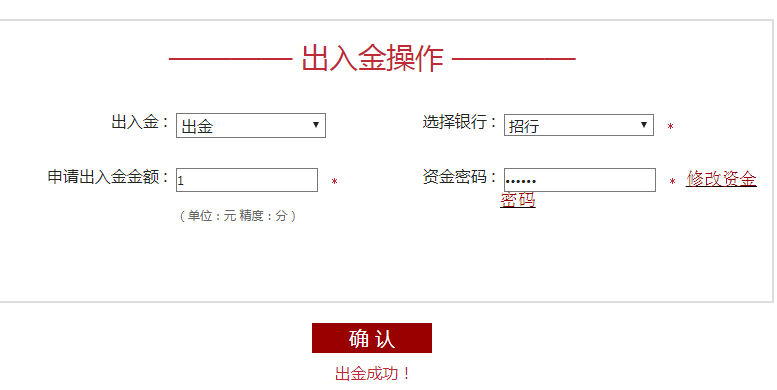 出入金操作
出入金： 出金 选择银行： 招行 *
申请出入金金额： 1 * 资金密码： •••••• * 修改资金
密码
（单位：元 精度：分）
确 认
出金成功！